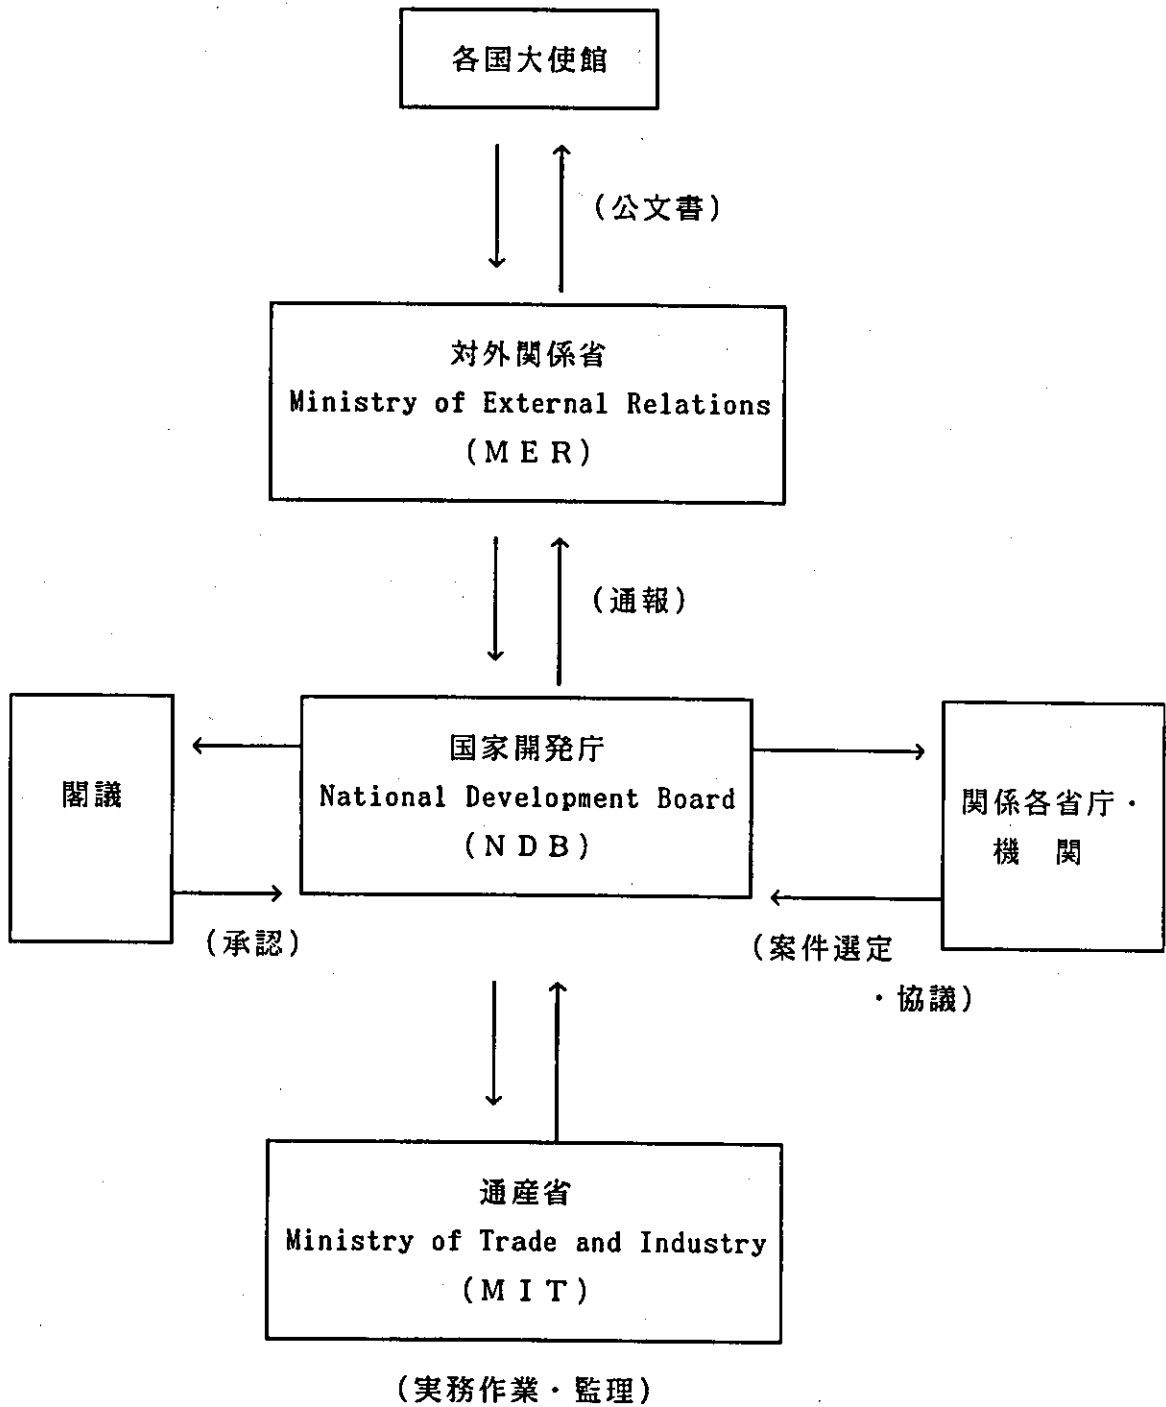 各国大使館
(公文書)
対外関係省
Ministry of External Relations
(MER)
(通報)
国家開発庁
National Development Board
(NDB)
閣議
関係各省庁・
機 関
(承認)
(案件選定
・協議)
通産省
Ministry of Trade and Industry
(MIT)
(実務作業・監理)